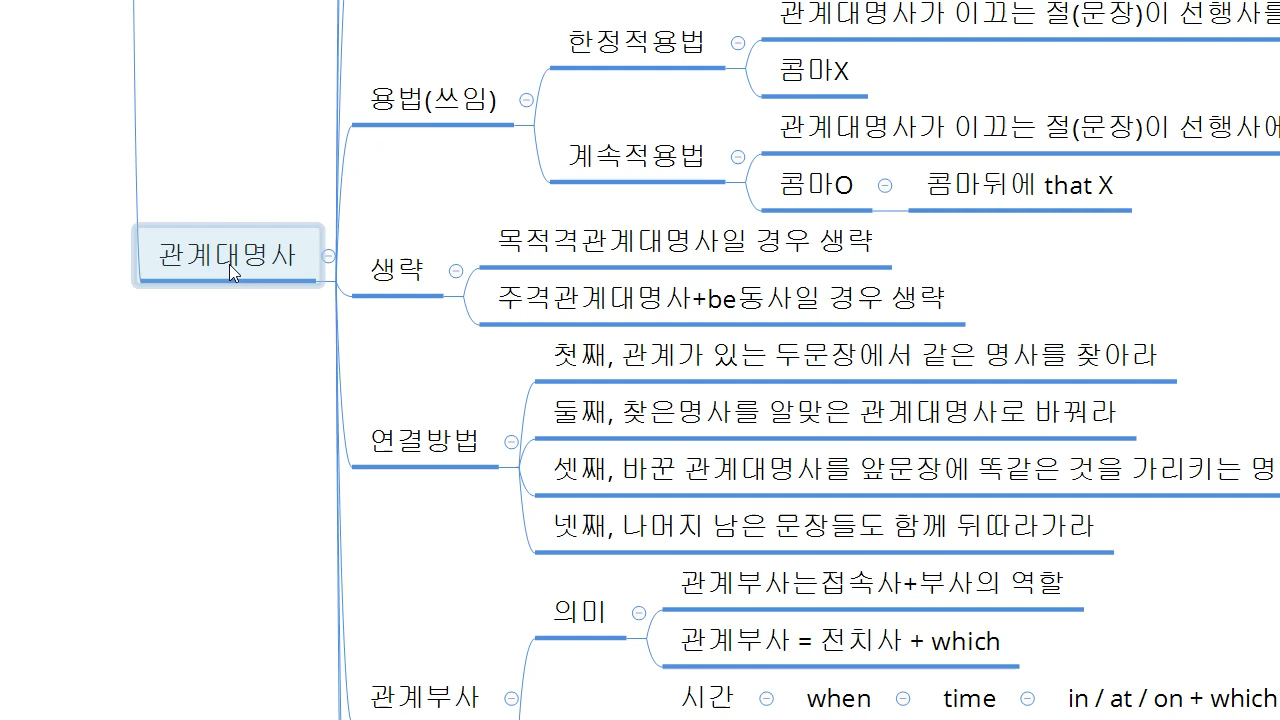 관계대명사가 이끄는 절(문장)이 선행사를
한정적용법
콤마X
용법(쓰임)
관계대명사가 이끄는 절(문장)이 선행사에
계속적용법
콤마O 콤마뒤에 that X
관계대명사
목적격관계대명사일 경우 생략
생략
주격관계대명사+be동사일 경우 생략
첫째, 관계가 있는 두문장에서 같은 명사를 찾아라
둘째, 찾은명사를 알맞은 관계대명사로 바꿔라
연결방법
셋째, 바꾼 관계대명사를 앞문장에 똑같은 것을 가리키는 명
넷째, 나머지 남은 문장들도 함께 뒤따라가라
관계부사는접속사+부사의 역할
의미
관계부사 = 전치사 + which
관계부사
시간 when time in / at / on + which